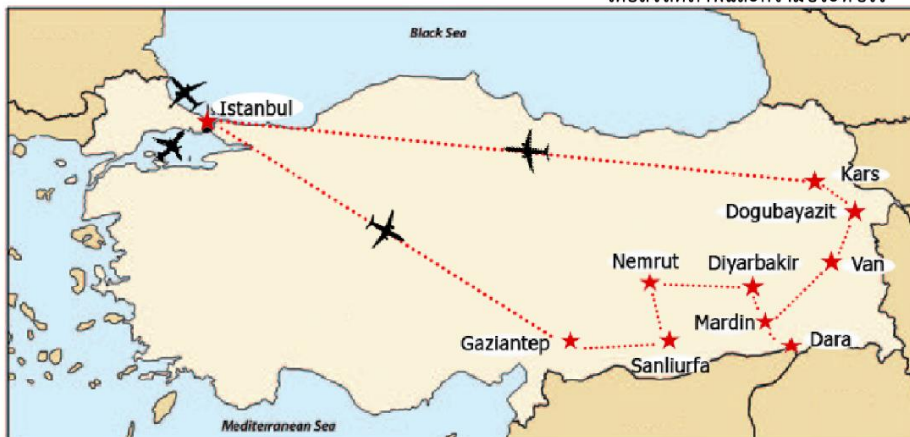 Black Sea
Istanbul
Kars
Dogubayazit
Nemrut
Diyarbakir
Van
Mardin
Dara
Gaziantep
Sanliurfa
Mediterranean Sea